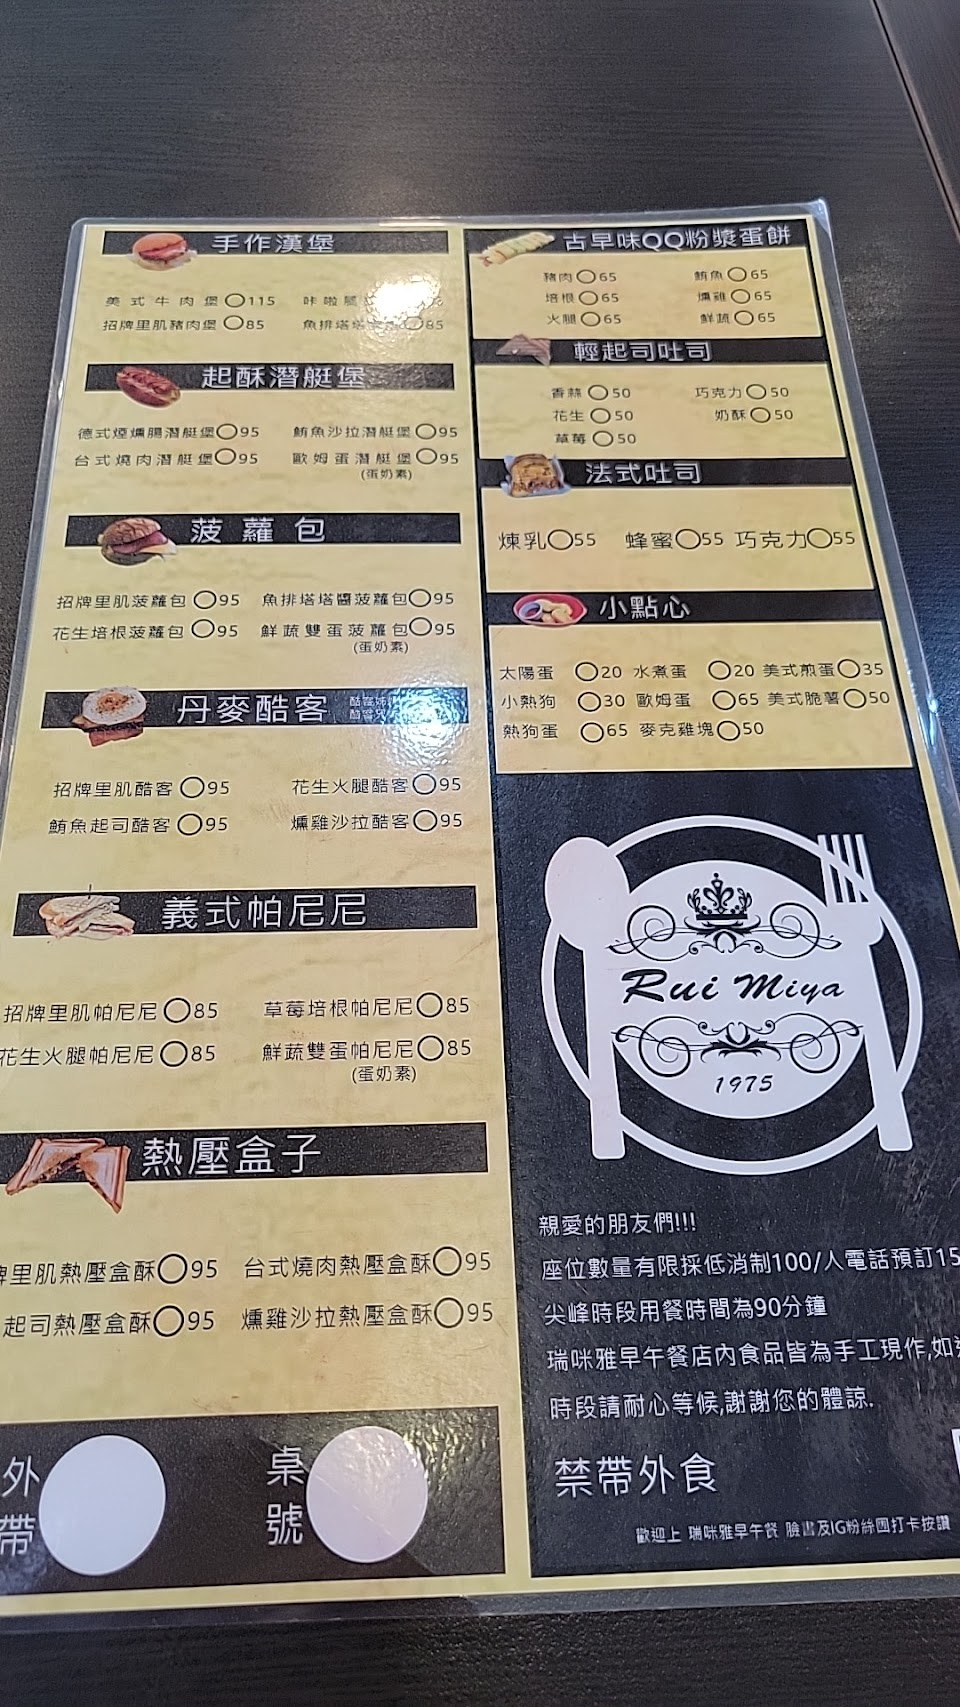 手作漢堡
美式牛肉堡 115 咔啦
招牌里肌豬肉堡 85 魚排塔塔 85
起酥潛艇堡
德式煙燻腸潛艇堡 95 鮪魚沙拉潛艇堡 95
台式燒肉潛艇堡 95 歐姆蛋潛艇堡 95
(蛋奶素)
菠蘿包
招牌里肌菠蘿包 95 魚排塔塔醬菠蘿包 95
花生培根菠蘿包 95 鮮蔬雙蛋菠蘿包 95
(蛋奶素)
丹麥酷客
招牌里肌酷客 95 花生火腿酷客 95
鮪魚起司酷客 95 燻雞沙拉酷客 95
義式帕尼尼
招牌里肌帕尼尼 85 草莓培根帕尼尼 85
花生火腿帕尼尼 85 鮮蔬雙蛋帕尼尼 85
(蛋奶素)
熱壓盒子
牌里肌熱壓盒酥 95 台式燒肉熱壓盒酥 95
起司熱壓盒酥 95 燻雞沙拉熱壓盒酥 95
外帶
桌號
古早味QQ粉漿蛋餅
豬肉 65 鮪魚 65
培根 65 燻雞 65
火腿 65 鮮蔬 65
輕起司吐司
香蒜 50 巧克力 50
花生 50 奶酥 50
草莓 50
法式吐司
煉乳 55 蜂蜜 55 巧克力 55
小點心
太陽蛋 20 水煮蛋 20 美式煎蛋 35
小熱狗 30 歐姆蛋 65 美式脆薯 50
熱狗蛋 65 麥克雞塊 50
Rui Miya
1975
親愛的朋友們!!!
座位數量有限採低消制100/人電話預訂15
尖峰時段用餐時間為90分鐘
瑞咪雅早午餐店內食品皆為手工現作,如
時段請耐心等候,謝謝您的體諒.
禁帶外食
歡迎上 瑞咪雅早午餐 臉書及IG粉絲團打卡按讚